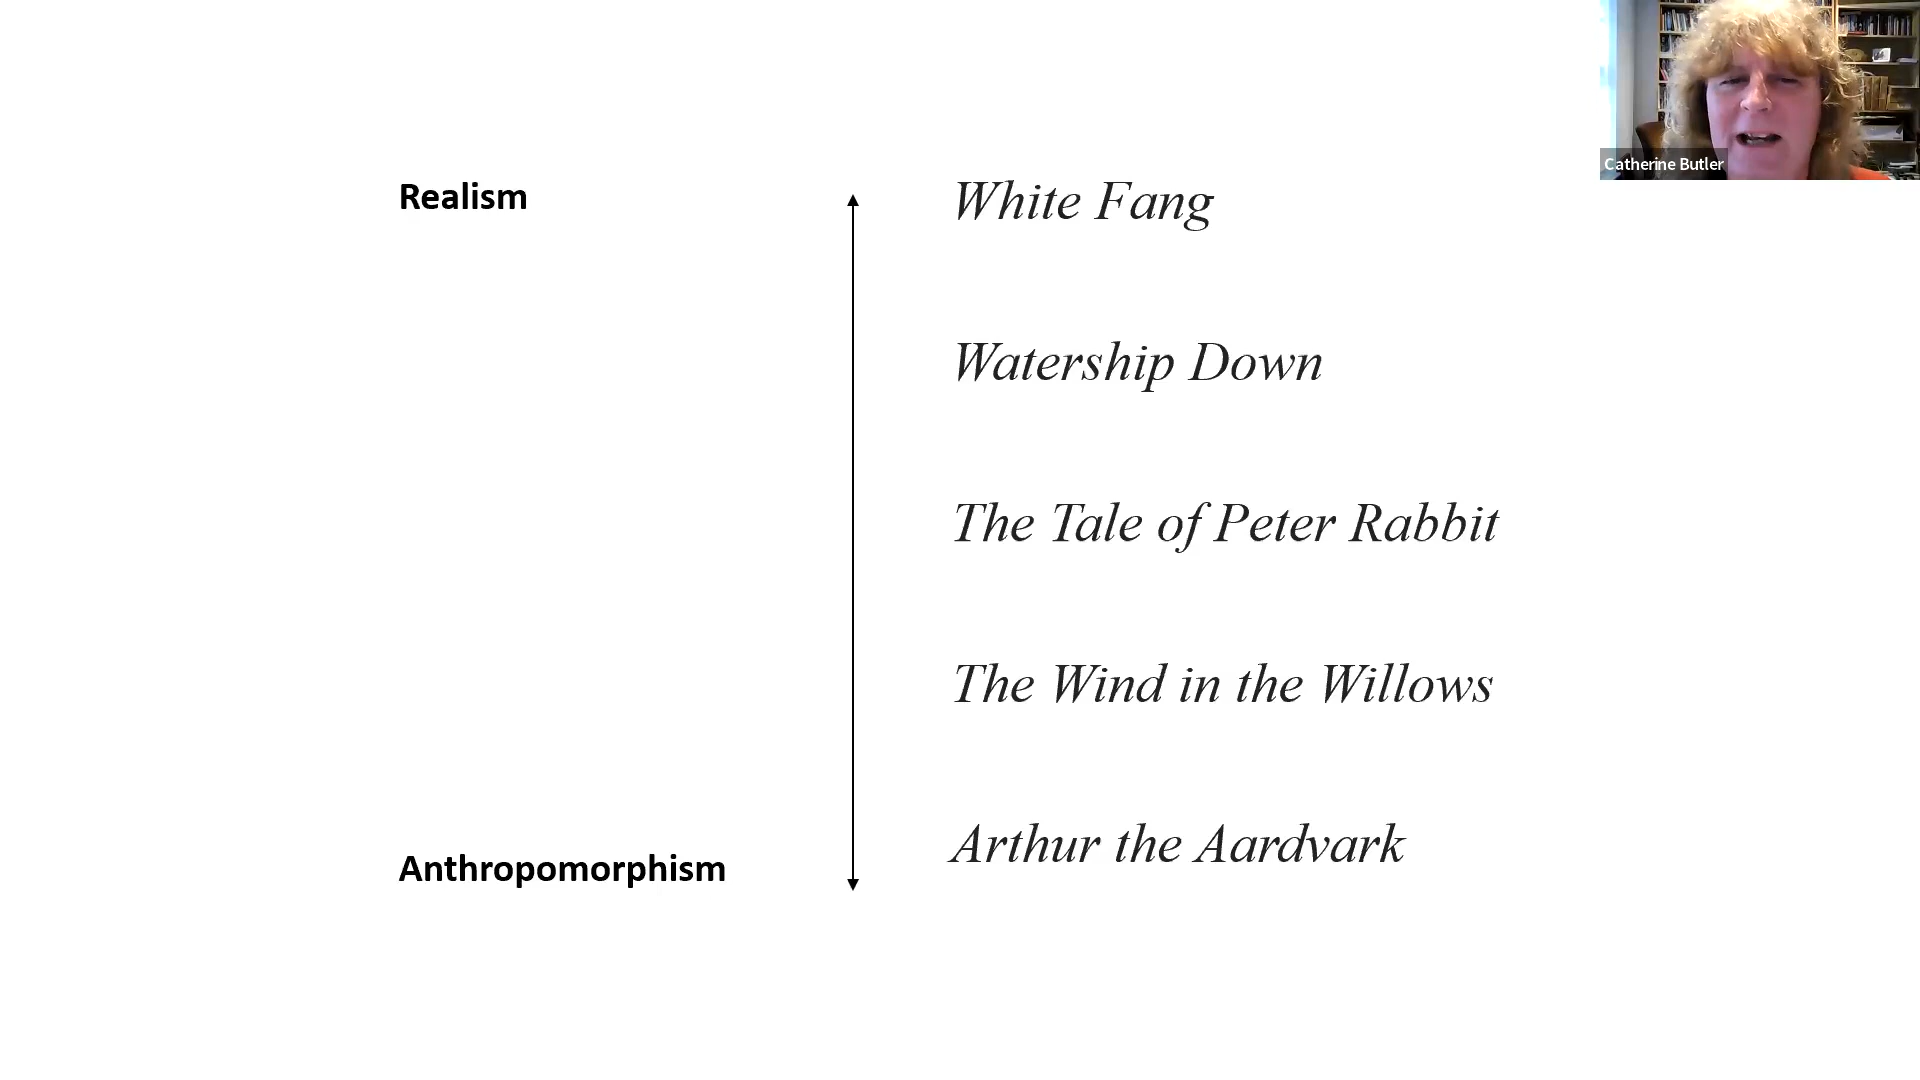 Catherine Butler
Realism
White Fang
Watership Down
The Tale of Peter Rabbit
The Wind in the Willows
Anthropomorphism
Arthur the Aardvark